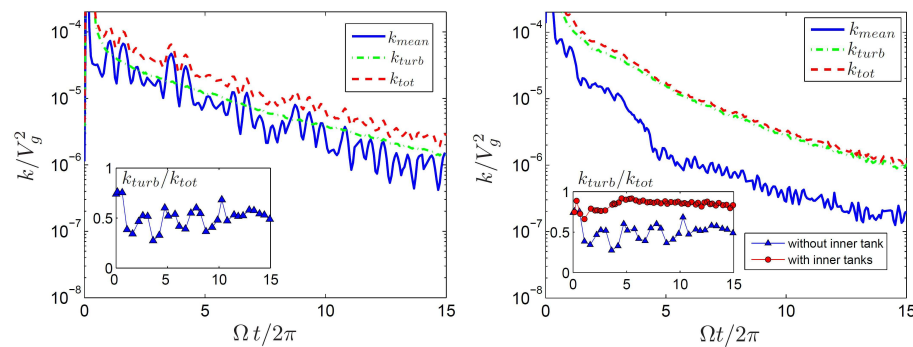 10⁻⁴
10⁻⁵
10⁻⁶
10⁻⁷
10⁻⁸
k/V_g^2
k_mean
k_turb
k_tot
k_turb/k_tot
1
0.5
0
0 5 10 15
0 5 10 15
Ω t/2π
10⁻⁴
10⁻⁵
10⁻⁶
10⁻⁷
10⁻⁸
k/V_g^2
k_mean
k_turb
k_tot
k_turb/k_tot
1
0.5
0
0 5 10 15
without inner tank
with inner tanks
0 5 10 15
Ωt/2π